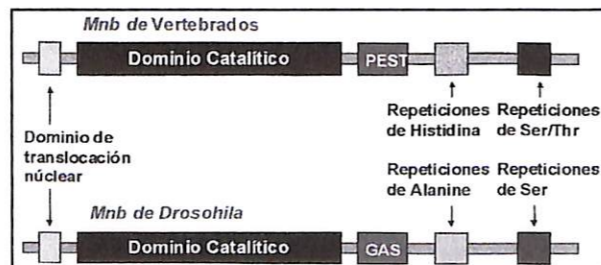 Mnb de Vertebrados
Dominio Catalítico
PEST
Dominio de
translocación
núclear
Repeticiones
de Histidina
Repeticiones
de Ser/Thr
Repeticiones
de Alanine
Repeticiones
de Ser
Mnb de Drosohila
Dominio Catalítico
GAS